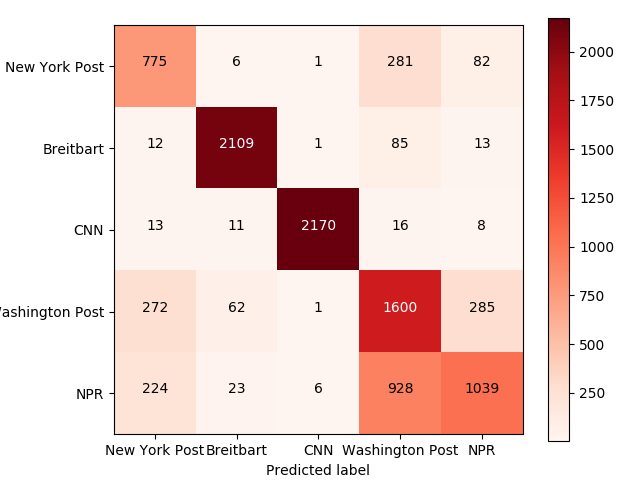 New York Post 775 6 1 281 82
Breitbart 12 2109 1 85 13
CNN 13 11 2170 16 8
ashington Post 272 62 1 1600 285
NPR 224 23 6 928 1039
New York Post Breitbart CNN Washington Post NPR
Predicted label
2000
1750
1500
1250
1000
750
500
250